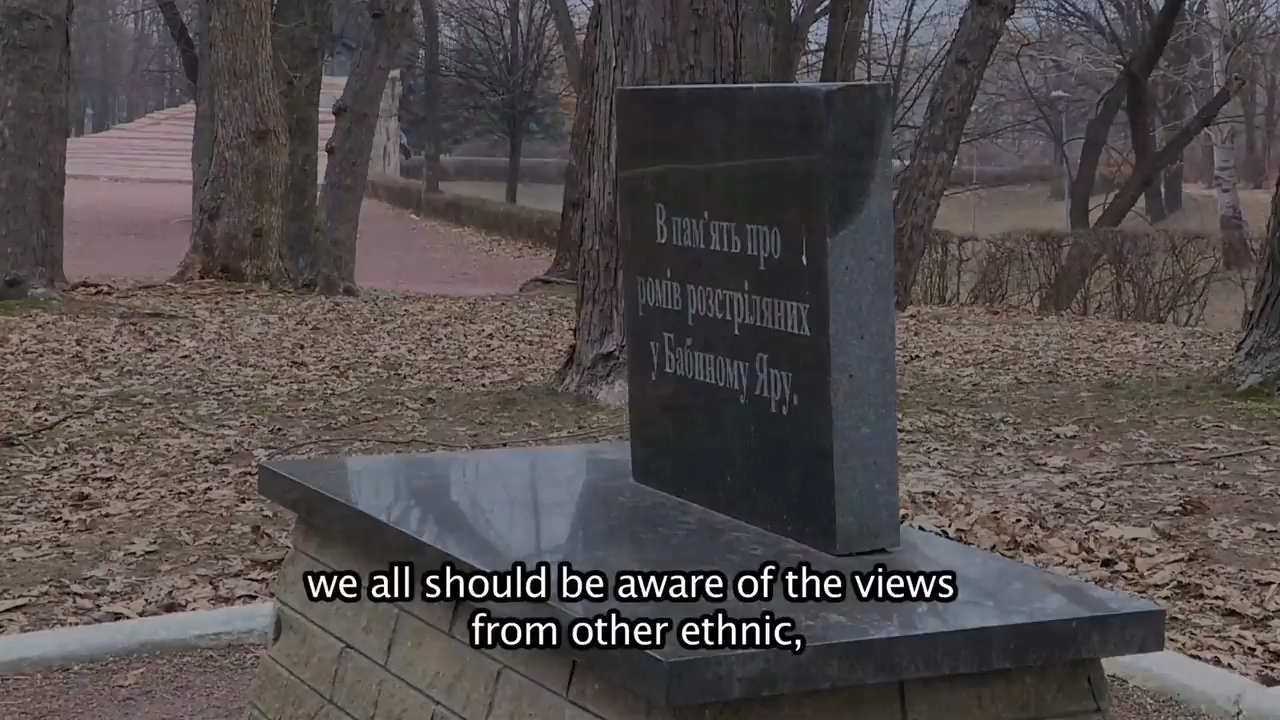 В пам'ять про
ромів розстріляних
у Бабиному Яру.
we all should be aware of the views
from other ethnic,